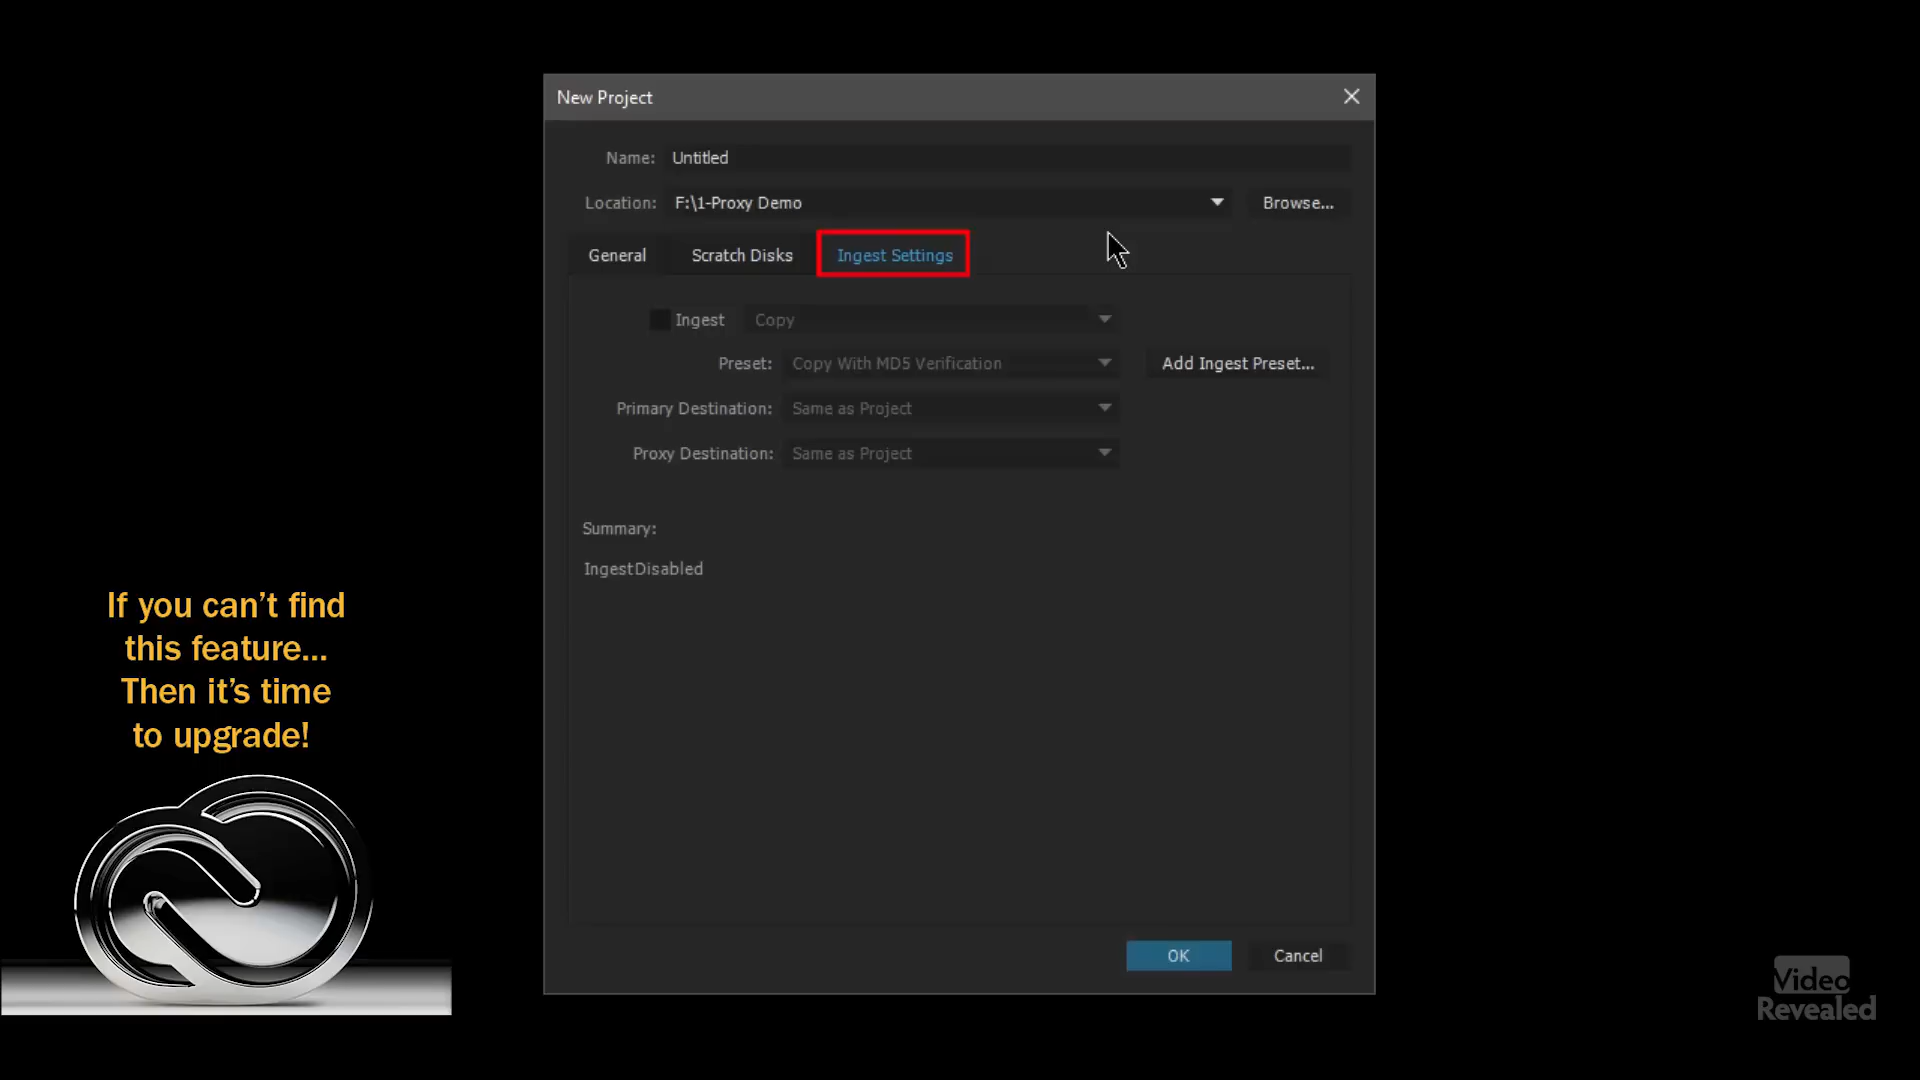 New Project
Name: Untitled
Location: F:\1-Proxy Demo Browse...
General Scratch Disks Ingest Settings
Ingest Copy
Preset: Copy With MD5 Verification Add Ingest Preset...
Primary Destination: Same as Project
Proxy Destination: Same as Project
Summary:
IngestDisabled
If you can't find
this feature...
Then it's time
to upgrade!
OK Cancel
Video
Revealed